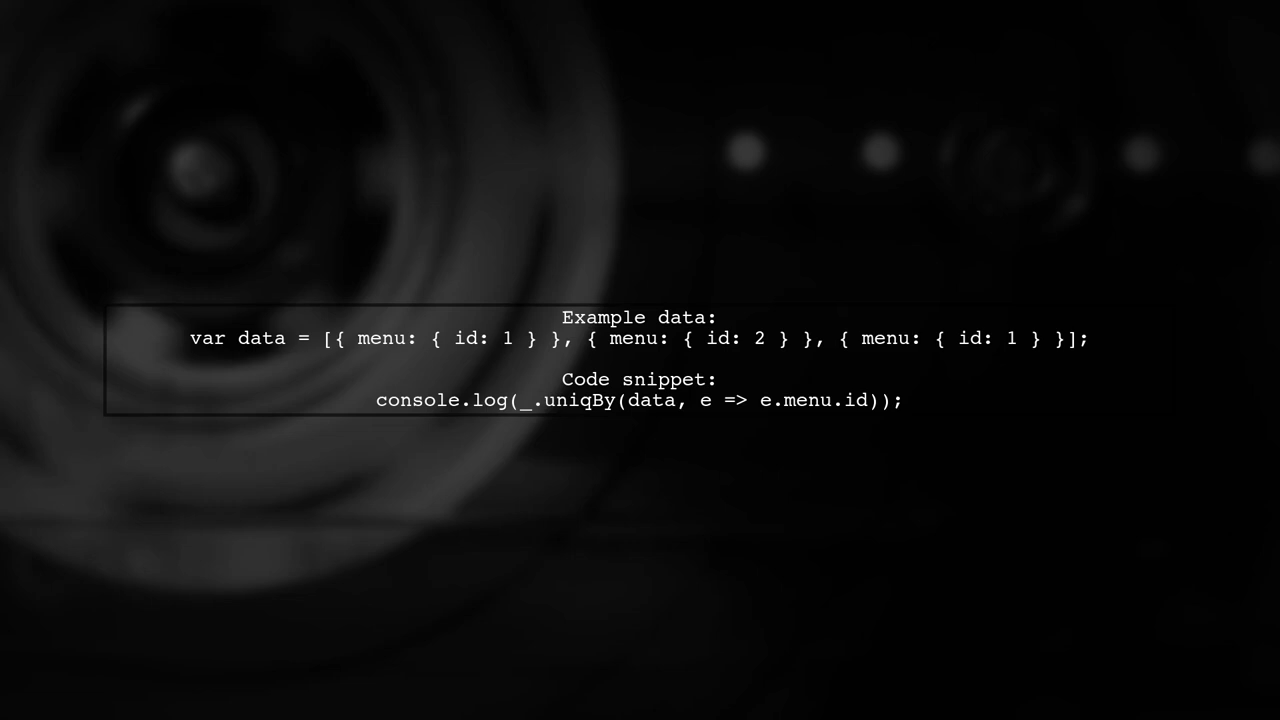 Example data:
var data = [{ menu: { id: 1 } }, { menu: { id: 2 } }, { menu: { id: 1 } }];
Code snippet:
console.log(_.uniqBy(data, e => e.menu.id));